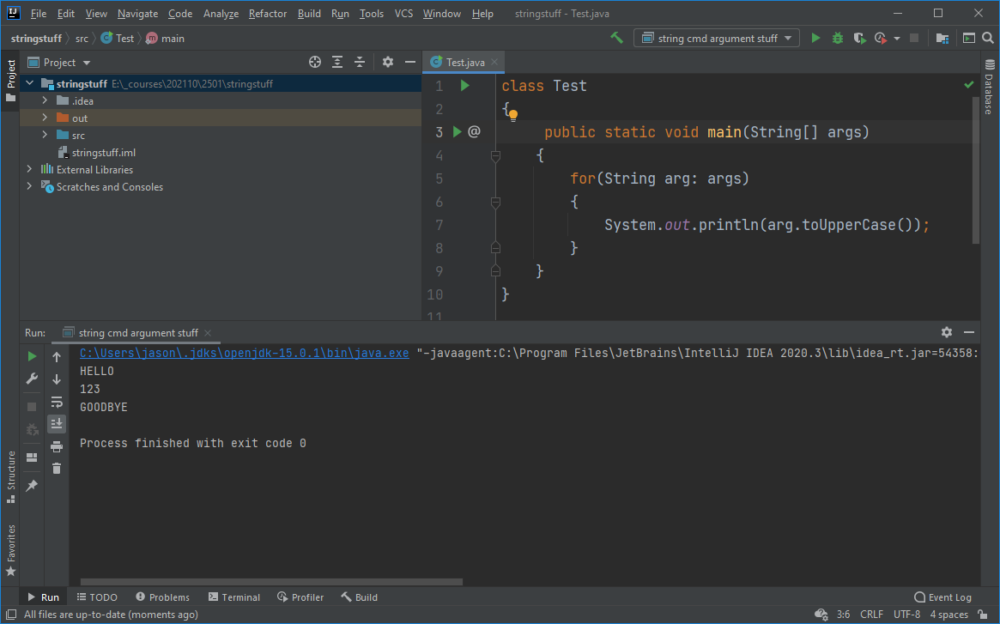 File Edit View Navigate Code Analyze Refactor Build Run Tools VCS Window Help stringstuff - Test.java
stringstuff src Test main
string cmd argument stuff
Project
Test.java
stringstuff E:\_courses\202110\2501\stringstuff
.idea
out
src
stringstuff.iml
External Libraries
Scratches and Consoles
1 class Test
2 {
3 @ public static void main(String[] args)
4 {
5 for(String arg: args)
6 {
7 System.out.println(arg.toUpperCase());
8 }
9 }
10 }
11
Project
Database
Run: string cmd argument stuff
C:\Users\jason\.jdks\openjdk-15.0.1\bin\java.exe "-javaagent:C:\Program Files\JetBrains\IntelliJ IDEA 2020.3\lib\idea_rt.jar=54358:
HELLO
123
GOODBYE
Process finished with exit code 0
Structure
Favorites
Run TODO Problems Terminal Profiler Build Event Log
All files are up-to-date (moments ago) 3:6 CRLF UTF-8 4 spaces